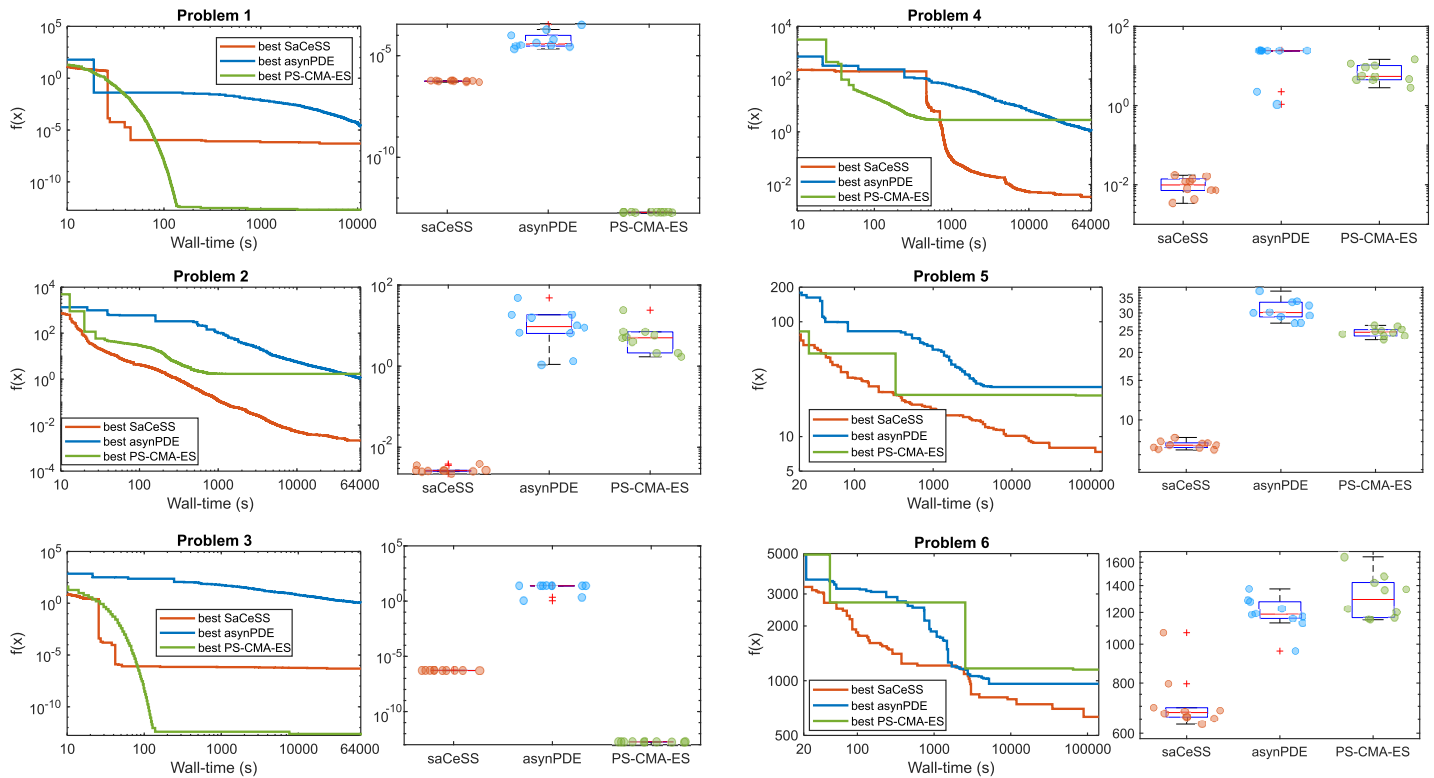 Problem 1
f(x)
10^5
10^0
10^-5
10^-10
best SaCeSS
best asynPDE
best PS-CMA-ES
10
100
1000
10000
Wall-time (s)
10^-5
10^-10
saCeSS
asynPDE
PS-CMA-ES
Problem 4
f(x)
10^4
10^2
10^0
10^-2
best SaCeSS
best asynPDE
best PS-CMA-ES
10
100
1000
10000
64000
Wall-time (s)
10^2
10^0
10^-2
saCeSS
asynPDE
PS-CMA-ES
Problem 2
f(x)
10^4
10^2
10^0
10^-2
10^-4
best SaCeSS
best asynPDE
best PS-CMA-ES
10
100
1000
10000
64000
Wall-time (s)
10^2
10^0
10^-2
saCeSS
asynPDE
PS-CMA-ES
Problem 5
f(x)
200
100
10
5
best SaCeSS
best asynPDE
best PS-CMA-ES
20
100
1000
10000
100000
Wall-time (s)
35
30
25
20
15
10
saCeSS
asynPDE
PS-CMA-ES
Problem 3
f(x)
10^5
10^0
10^-5
10^-10
best SaCeSS
best asynPDE
best PS-CMA-ES
10
100
1000
10000
64000
Wall-time (s)
10^5
10^0
10^-5
10^-10
saCeSS
asynPDE
PS-CMA-ES
Problem 6
f(x)
5000
3000
2000
1000
500
best SaCeSS
best asynPDE
best PS-CMA-ES
20
100
1000
10000
100000
Wall-time (s)
1600
1400
1200
1000
800
600
saCeSS
asynPDE
PS-CMA-ES